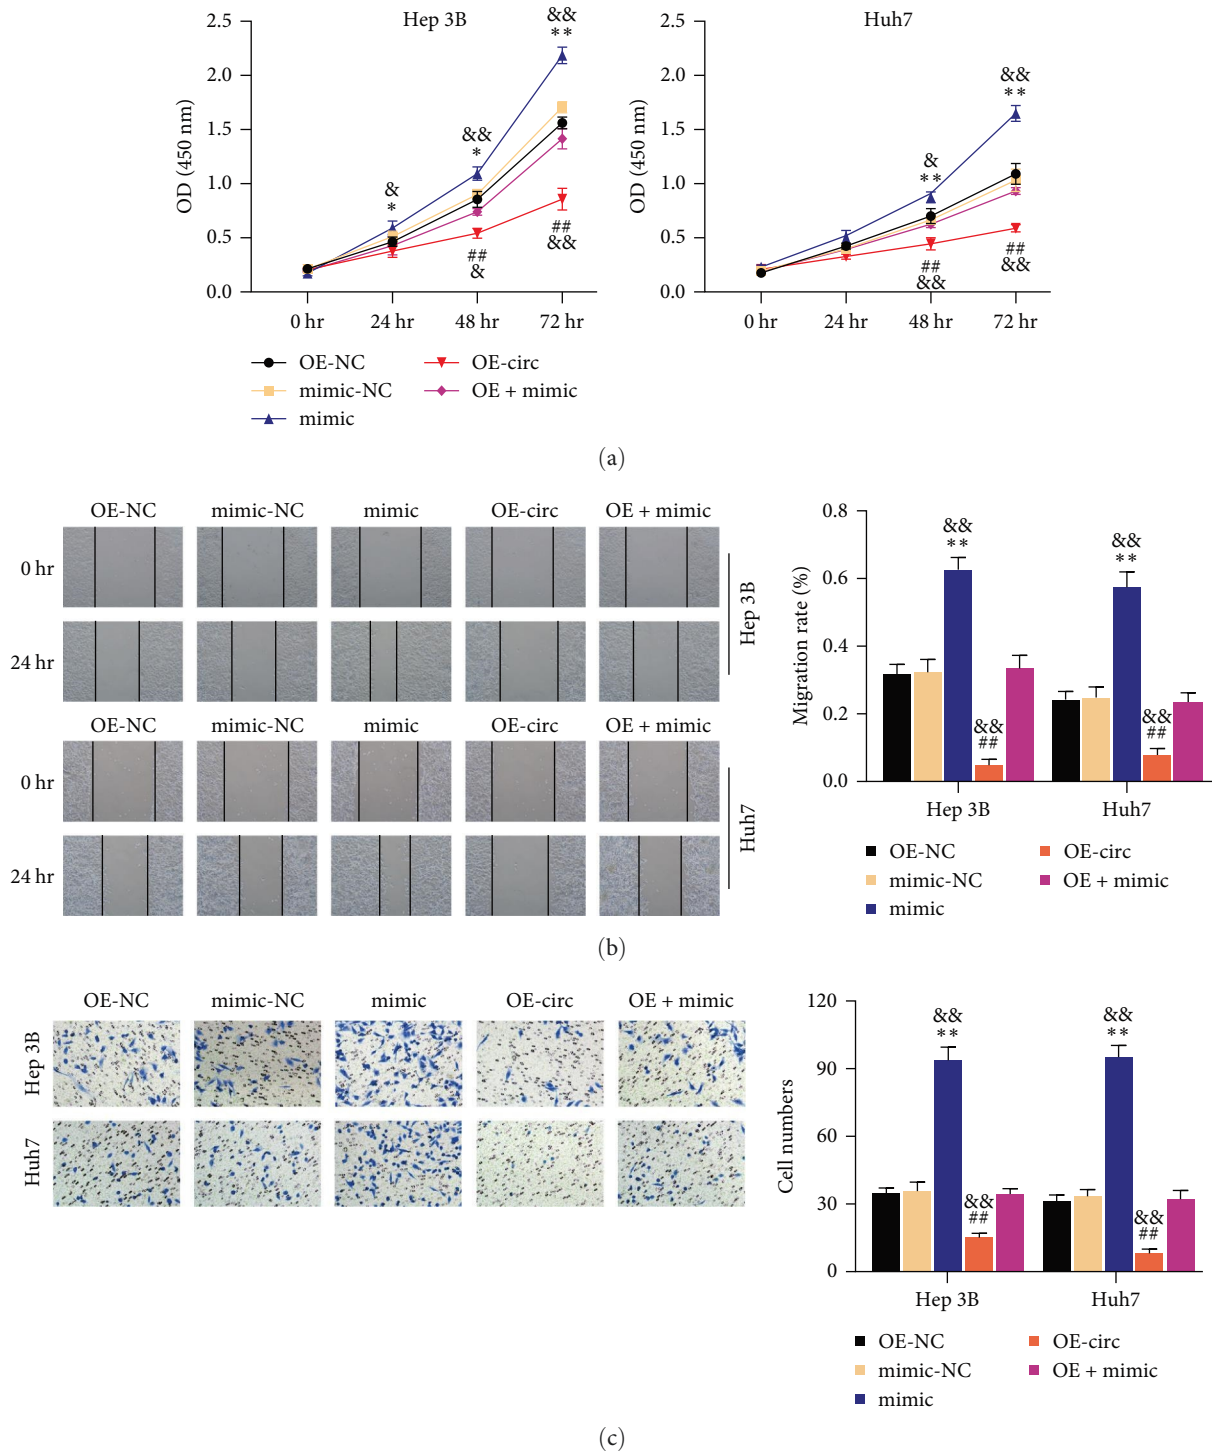 Hep 3B
Huh7
OD (450 nm)
2.5
2.0
1.5
1.0
0.5
0.0
&
*
&&
*
&&
**
##
&
##
&&
0 hr
24 hr
48 hr
72 hr
OD (450 nm)
2.5
2.0
1.5
1.0
0.5
0.0
&
**
&&
**
##
&&
##
&&
0 hr
24 hr
48 hr
72 hr
OE-NC
OE-circ
mimic-NC
OE + mimic
mimic
(a)
OE-NC mimic-NC mimic OE-circ OE + mimic
0 hr
24 hr
Hep 3B
OE-NC mimic-NC mimic OE-circ OE + mimic
0 hr
24 hr
Huh7
Migration rate (%)
0.8
0.6
0.4
0.2
0.0
&&
**
&&
##
&&
**
&&
##
Hep 3B
Huh7
OE-NC
OE-circ
mimic-NC
OE + mimic
mimic
(b)
OE-NC mimic-NC mimic OE-circ OE + mimic
Hep 3B
Huh7
Cell numbers
120
90
60
30
0
&&
**
&&
##
&&
**
&&
##
Hep 3B
Huh7
OE-NC
OE-circ
mimic-NC
OE + mimic
mimic
(c)